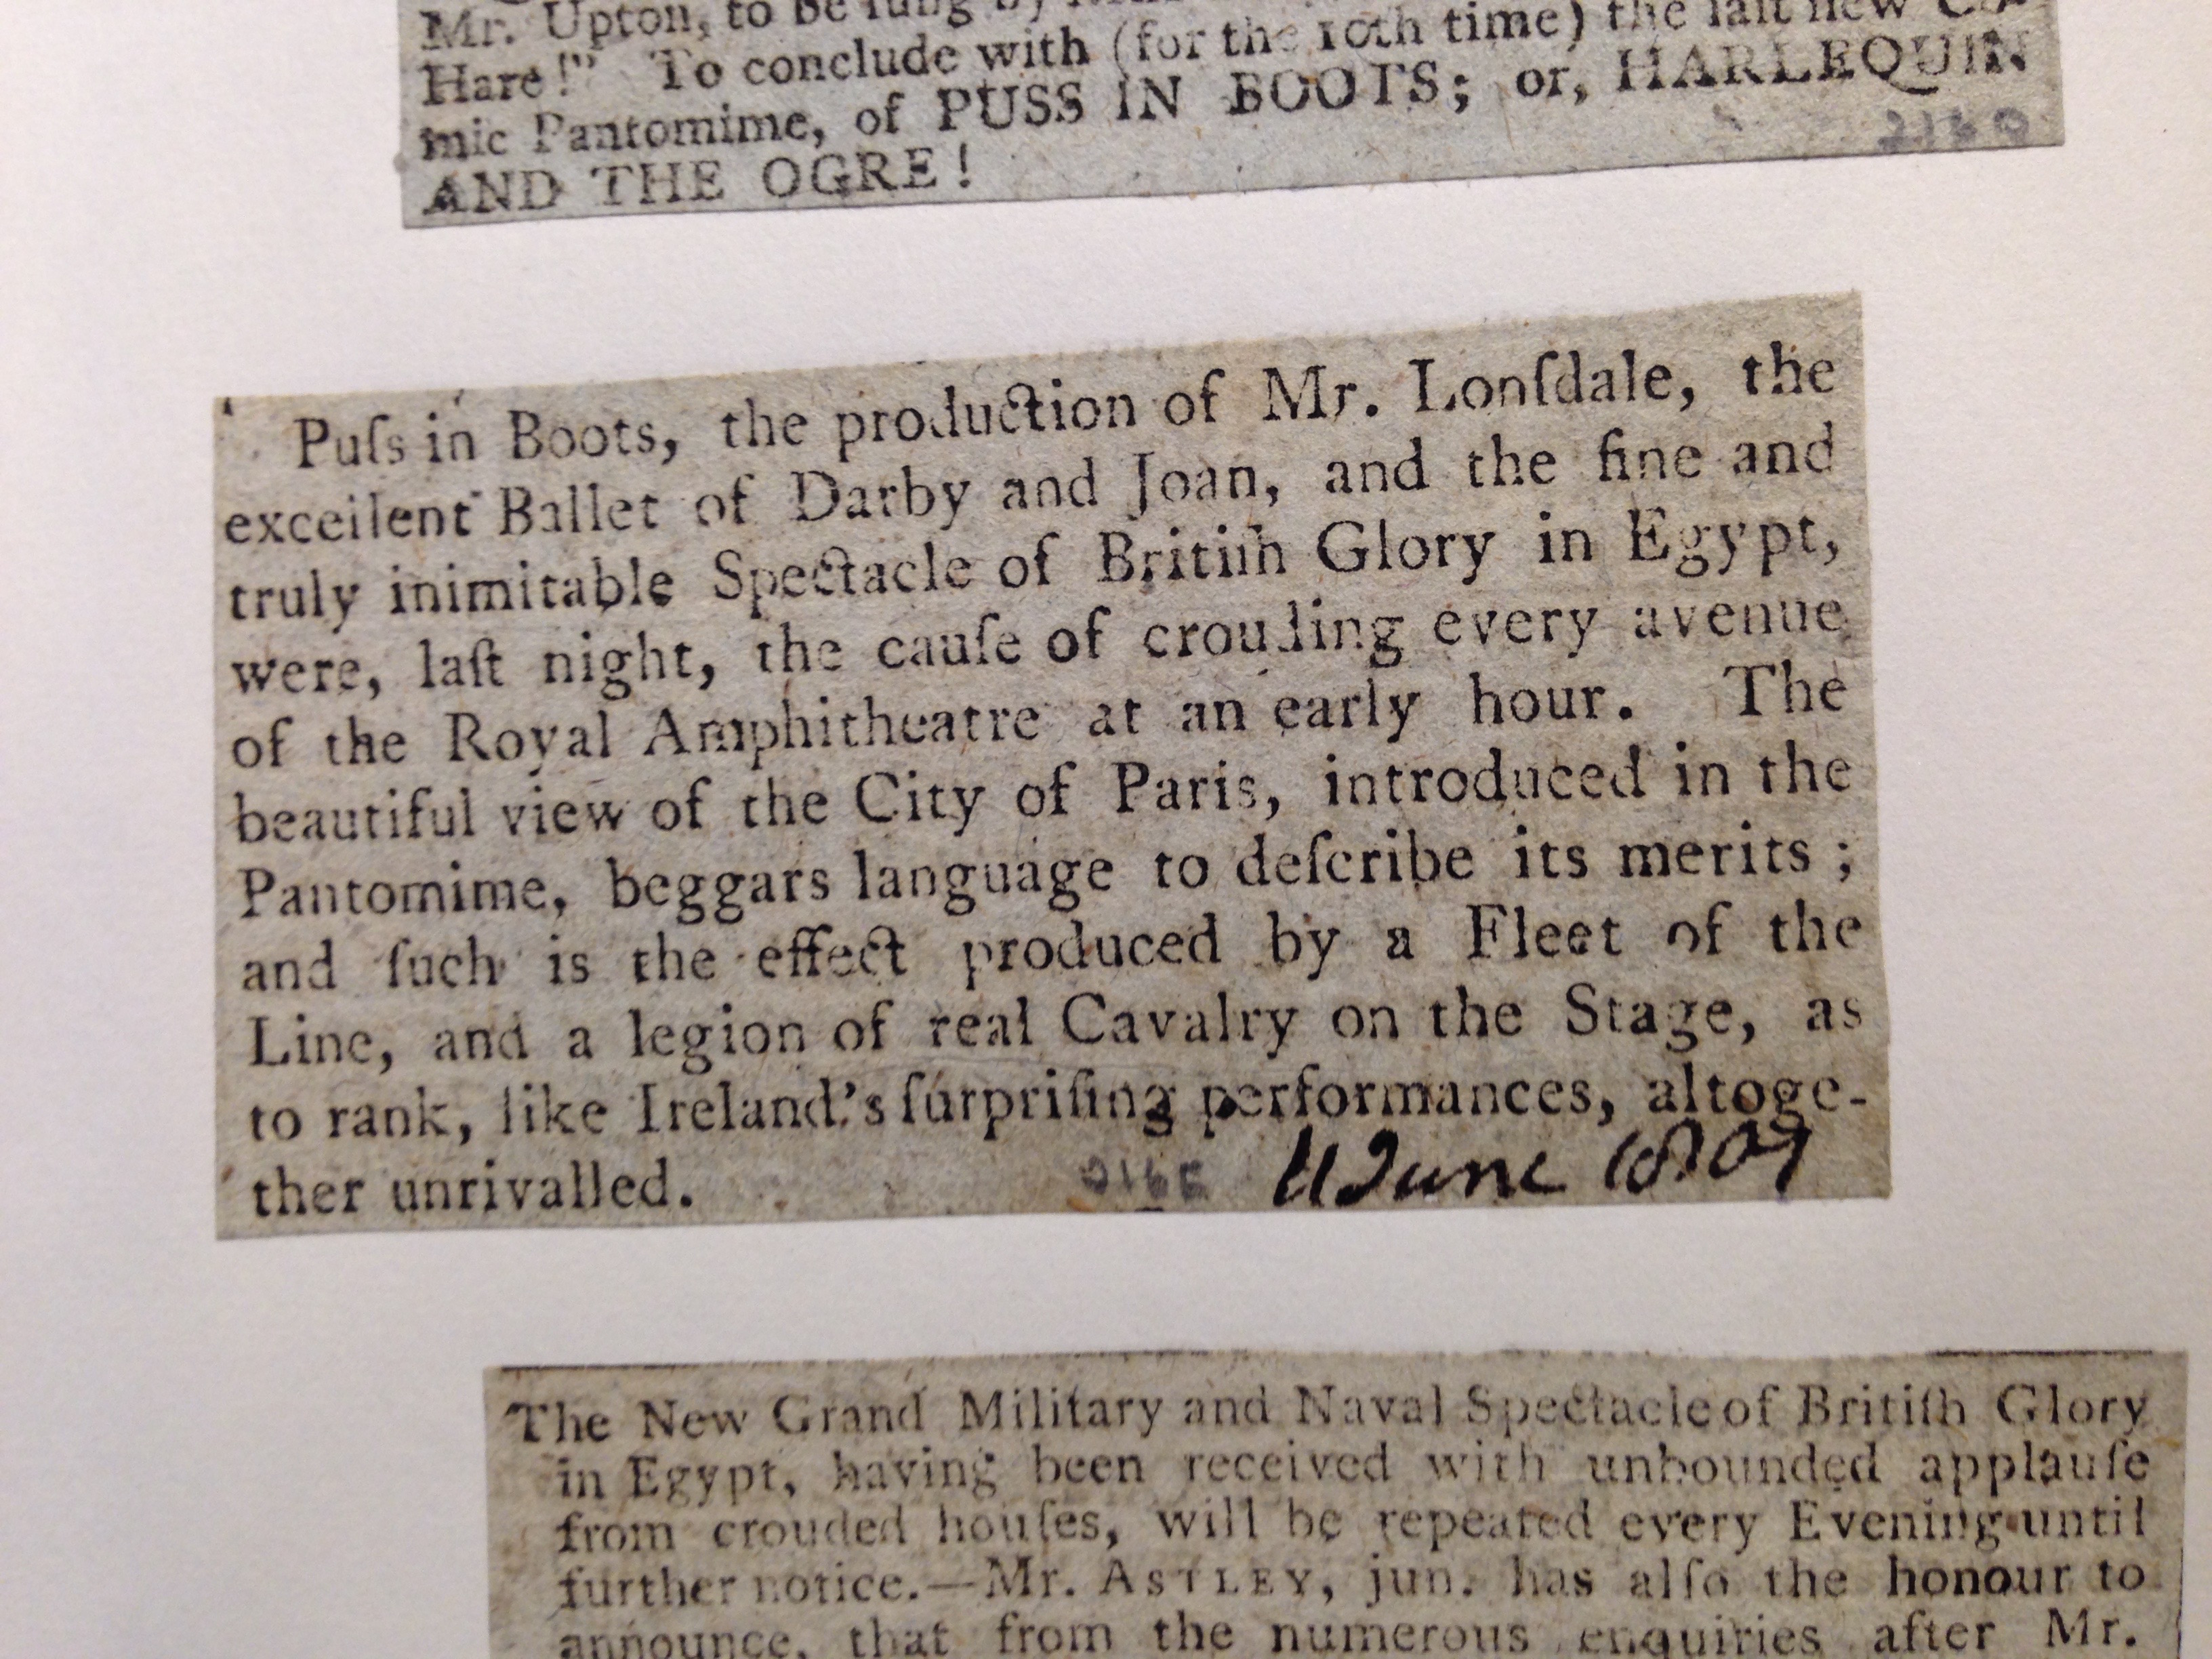 Mr. Upton, to be ſung by
Hare!" To conclude with (for the 10th time) the laſt new Co-
mic Pantomime, of PUSS IN BOOTS; or, HARLEQUIN
AND THE OGRE!
Puſs in Boots, the production of Mr. Lonſdale, the
excellent Ballet of Darby and Joan, and the fine and
truly inimitable Spectacle of Britiſh Glory in Egypt,
were, laſt night, the cauſe of crouding every avenue
of the Royal Amphitheatre at an early hour. The
beautiful view of the City of Paris, introduced in the
Pantomime, beggars language to deſcribe its merits;
and ſuch is the effect produced by a Fleet of the
Line, and a legion of real Cavalry on the Stage, as
to rank, like Ireland's ſurpriſing performances, altoge-
ther unrivalled.
11 June
The New Grand Military and Naval Spectacle of Britiſh Glory
in Egypt, having been received with unbounded applauſe
from crouded houſes, will be repeated every Evening until
further notice.—Mr. ASTLEY, jun. has alſo the honour to
announce, that from the numerous enquiries after Mr.